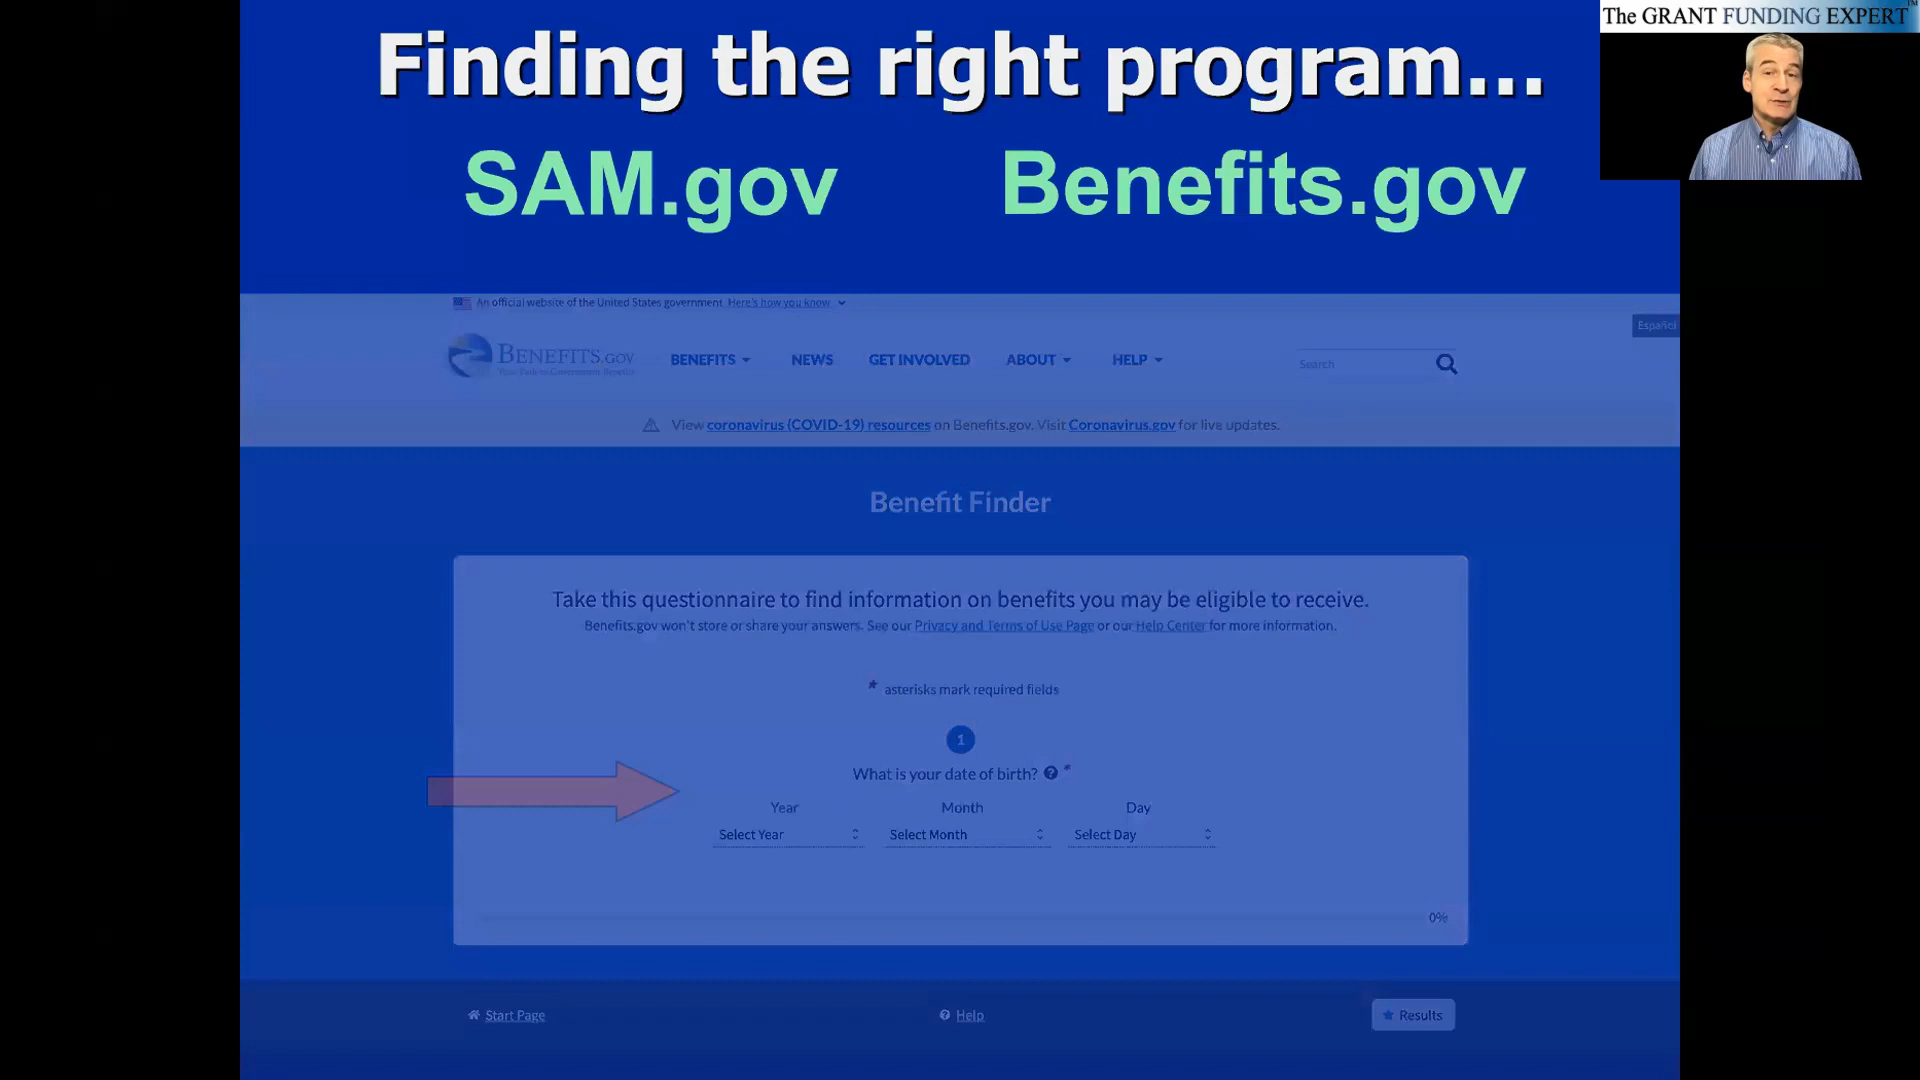 The GRANT FUNDING EXPERT™
Finding the right program...
SAM.gov Benefits.gov
An official website of the United States government Here's how you know
Español
BENEFITS.GOV
Your Path to Government Benefits
BENEFITS NEWS GET INVOLVED ABOUT HELP Search
View coronavirus (COVID-19) resources on Benefits.gov. Visit Coronavirus.gov for live updates.
Benefit Finder
Take this questionnaire to find information on benefits you may be eligible to receive.
Benefits.gov won't store or share your answers. See our Privacy and Terms of Use Page or our Help Center for more information.
* asterisks mark required fields
1
What is your date of birth? ? *
Year Month Day
Select Year Select Month Select Day
0%
Start Page ? Help Results